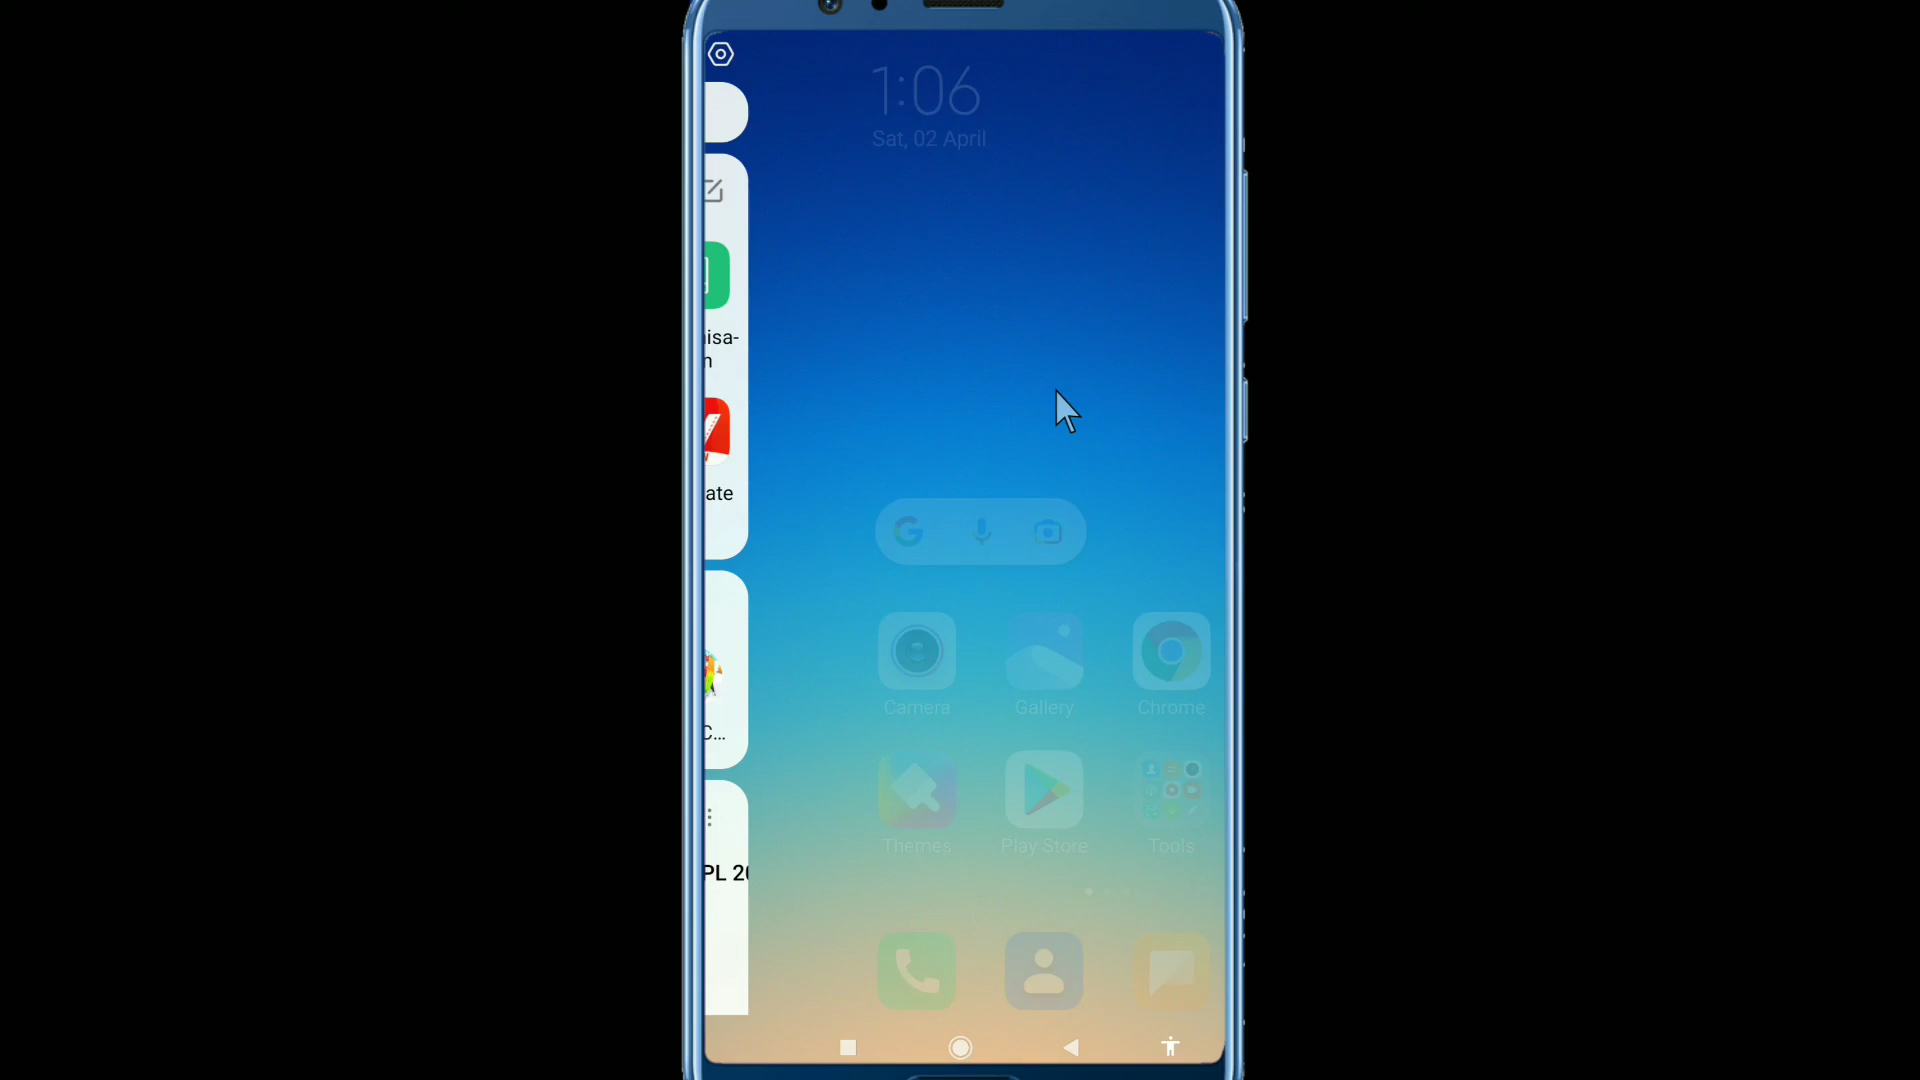 1:06
Sat, 02 April
isa-
n
ate
C...
PL 20
Camera
Gallery
Chrome
Themes
Play Store
Tools